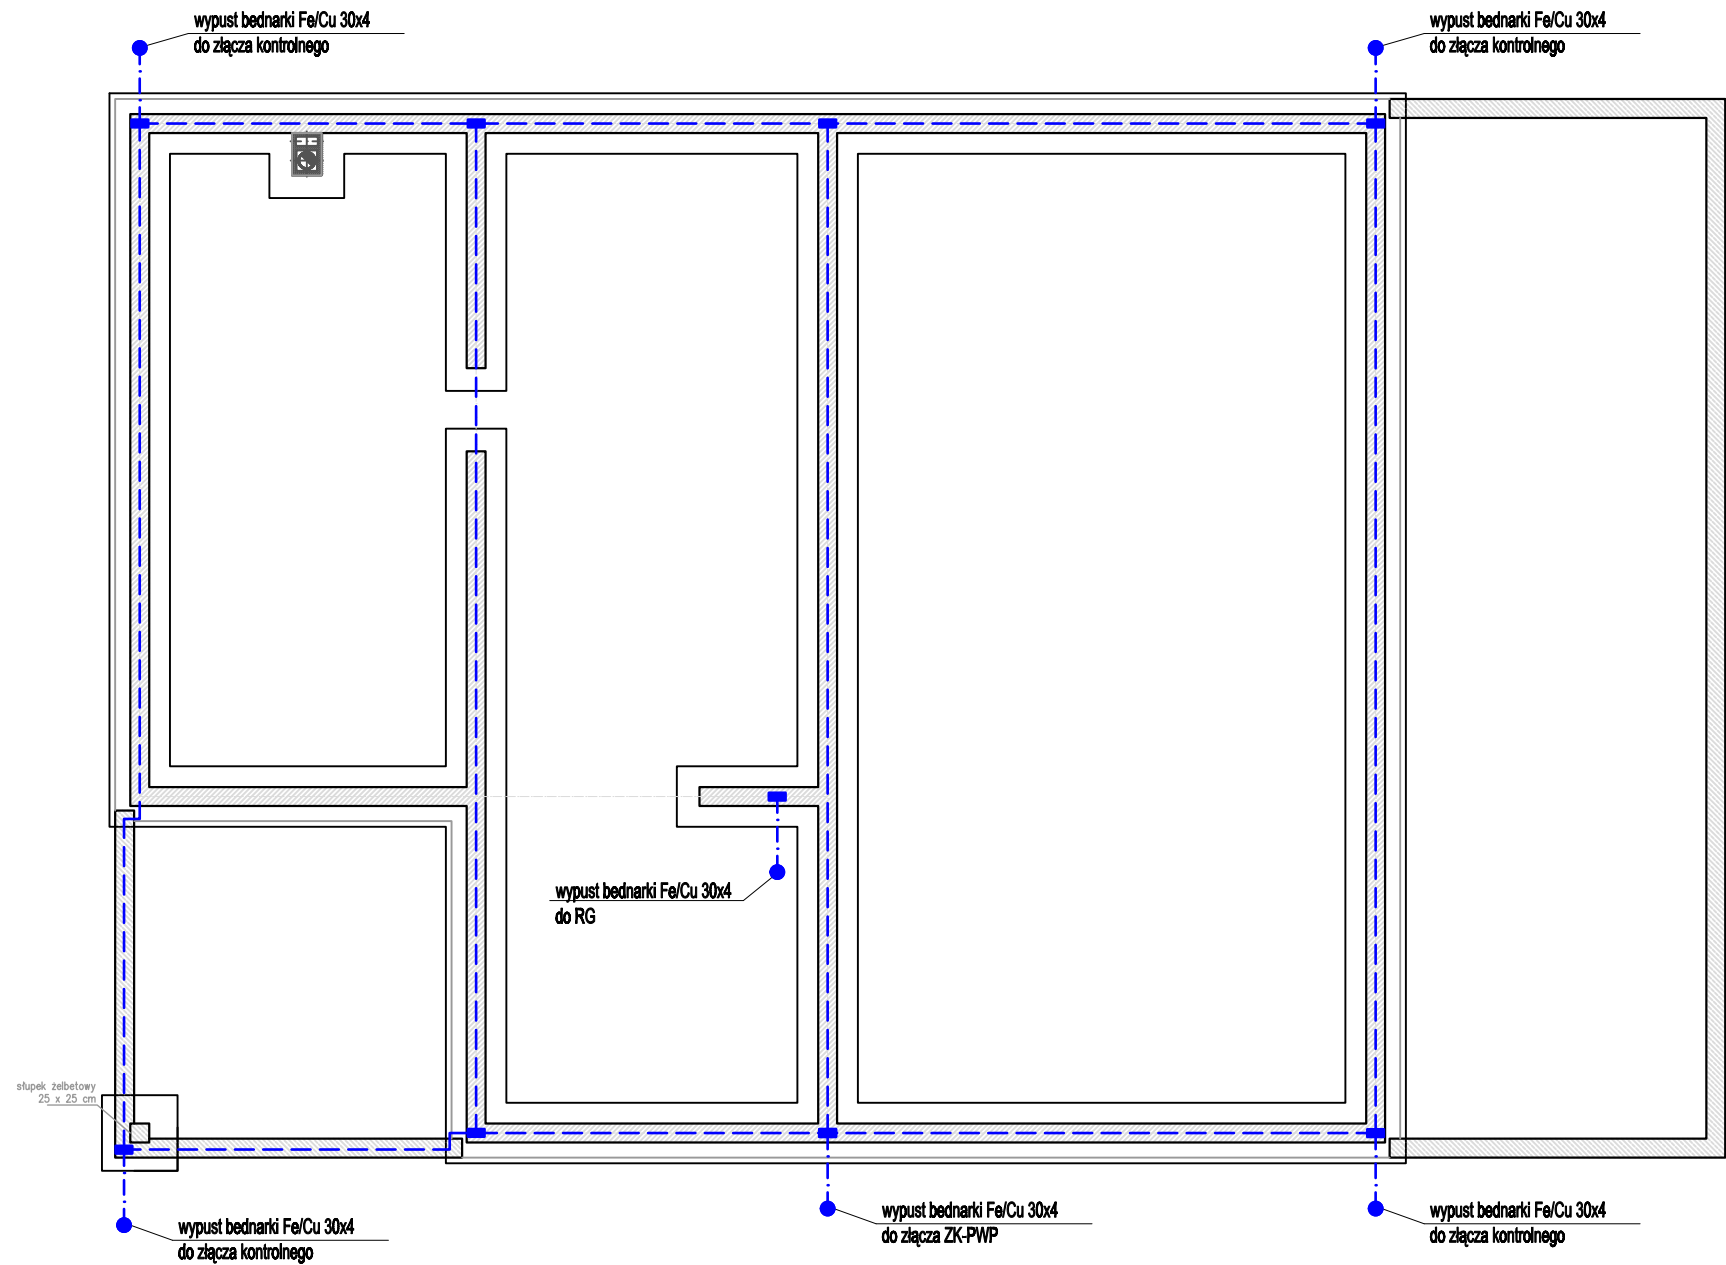 wypust bednarki Fe/Cu 30x4
do złącza kontrolnego
wypust bednarki Fe/Cu 30x4
do złącza kontrolnego
wypust bednarki Fe/Cu 30x4
do RG
słupek żelbetowy
25 x 25 cm
wypust bednarki Fe/Cu 30x4
do złącza kontrolnego
wypust bednarki Fe/Cu 30x4
do złącza ZK-PWP
wypust bednarki Fe/Cu 30x4
do złącza kontrolnego